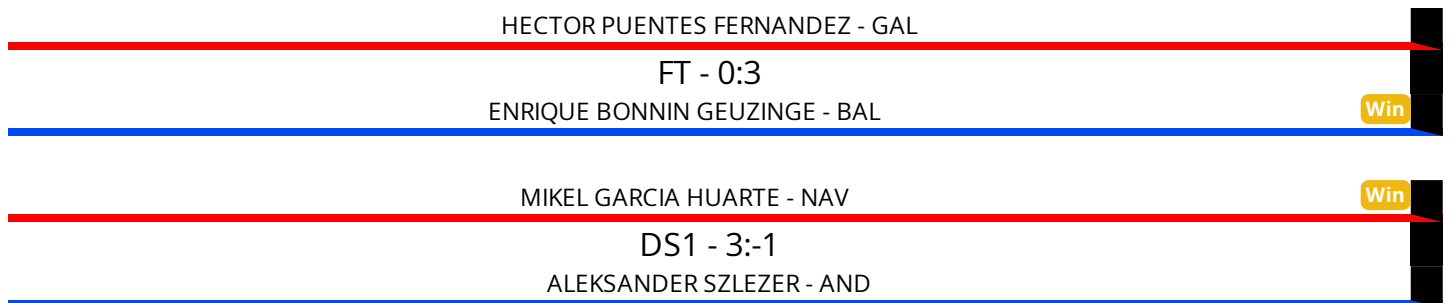 HECTOR PUENTES FERNANDEZ - GAL
FT - 0:3
ENRIQUE BONNIN GEUZINGE - BAL
Win
MIKEL GARCIA HUARTE - NAV
Win
DS1 - 3:-1
ALEKSANDER SZLEZER - AND